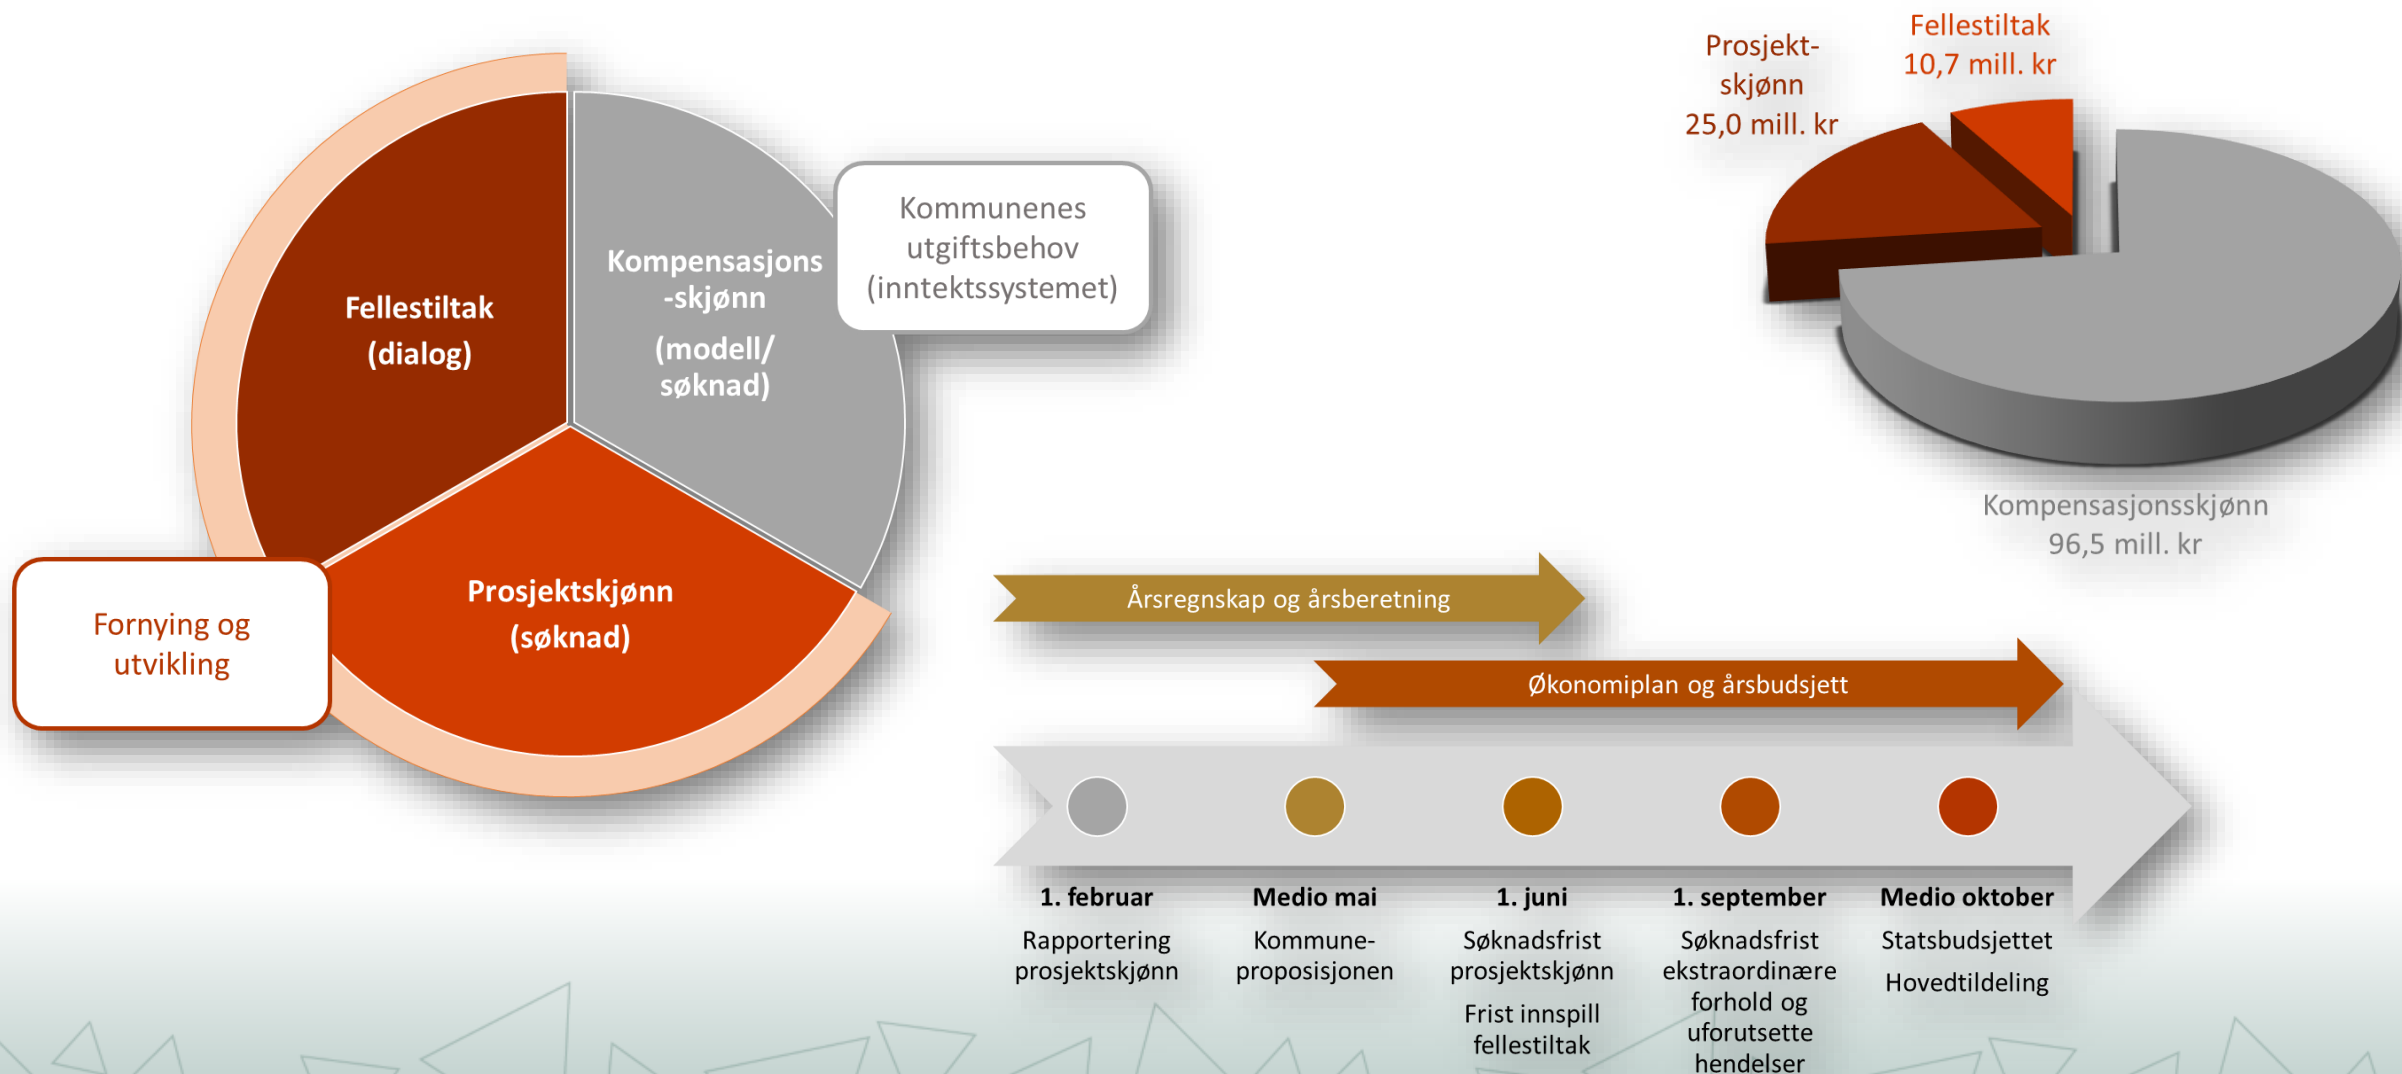 Fellestiltak
(dialog)
Kompensasjons
-skjønn
(modell/
søknad)
Prosjektskjønn
(søknad)
Kommunenes
utgiftsbehov
(inntektssystemet)
Fornying og
utvikling
Prosjekt-
skjønn
25,0 mill. kr
Fellestiltak
10,7 mill. kr
Kompensasjonsskjønn
96,5 mill. kr
Årsregnskap og årsberetning
Økonomiplan og årsbudsjett
1. februar
Rapportering
prosjektskjønn
Medio mai
Kommune-
proposisjonen
1. juni
Søknadsfrist
prosjektskjønn
Frist innspill
fellestiltak
1. september
Søknadsfrist
ekstraordinære
forhold og
uforutsette
hendelser
Medio oktober
Statsbudsjettet
Hovedtildeling